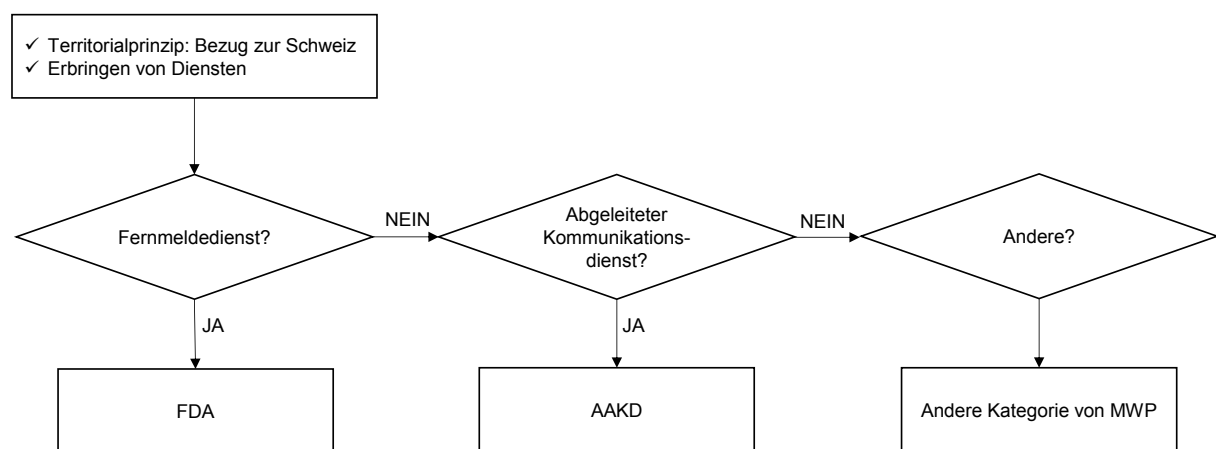 ✓ Territorialprinzip: Bezug zur Schweiz
✓ Erbringen von Diensten
Fernmeldedienst?
NEIN
Abgeleiteter
Kommunikations-
dienst?
NEIN
Andere?
JA
JA
FDA
AAKD
Andere Kategorie von MWP